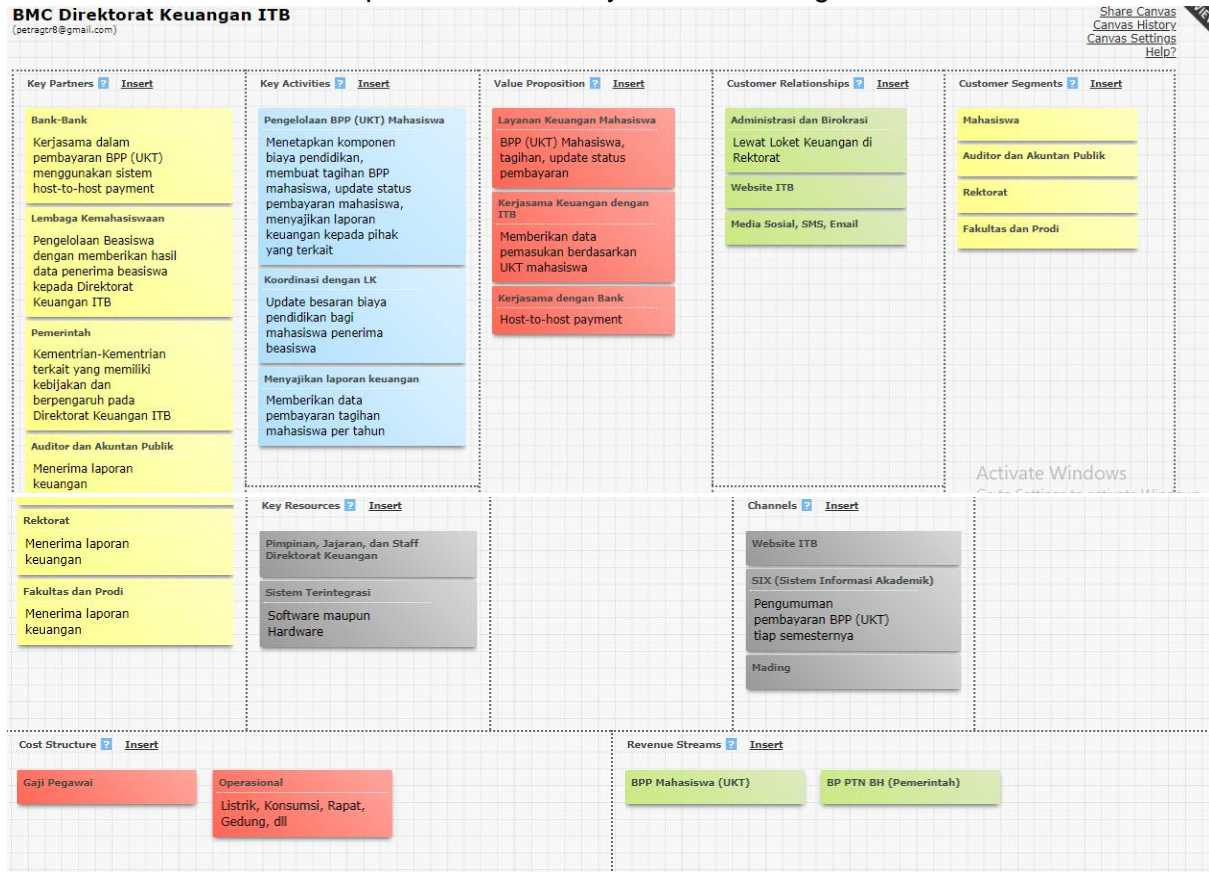 BMC Direktorat Keuangan ITB
(petragtr8@gmail.com)
Share Canvas
Canvas History
Canvas Settings
Help?
Key Partners ? Insert
Bank-Bank
Kerjasama dalam
pembayaran BPP (UKT)
menggunakan sistem
host-to-host payment
Lembaga Kemahasiswaan
Pengelolaan Beasiswa
dengan memberikan hasil
data penerima beasiswa
kepada Direktorat
Keuangan ITB
Pemerintah
Kementrian-Kementrian
terkait yang memiliki
kebijakan dan
berpengaruh pada
Direktorat Keuangan ITB
Auditor dan Akuntan Publik
Menerima laporan
keuangan
Key Activities ? Insert
Pengelolaan BPP (UKT) Mahasiswa
Menetapkan komponen
biaya pendidikan,
membuat tagihan BPP
mahasiswa, update status
pembayaran mahasiswa,
menyajikan laporan
keuangan kepada pihak
yang terkait
Koordinasi dengan LK
Update besaran biaya
pendidikan bagi
mahasiswa penerima
beasiswa
Menyajikan laporan keuangan
Memberikan data
pembayaran tagihan
mahasiswa per tahun
Value Proposition ? Insert
Layanan Keuangan Mahasiswa
BPP (UKT) Mahasiswa,
tagihan, update status
pembayaran
Kerjasama Keuangan dengan
ITB
Memberikan data
pemasukan berdasarkan
UKT mahasiswa
Kerjasama dengan Bank
Host-to-host payment
Customer Relationships ? Insert
Administrasi dan Birokrasi
Lewat Loket Keuangan di
Rektorat
Website ITB
Media Sosial, SMS, Email
Customer Segments ? Insert
Mahasiswa
Auditor dan Akuntan Publik
Rektorat
Fakultas dan Prodi
Activate Windows
Rektorat
Menerima laporan
keuangan
Fakultas dan Prodi
Menerima laporan
keuangan
Key Resources ? Insert
Pimpinan, Jajaran, dan Staff
Direktorat Keuangan
Sistem Terintegrasi
Software maupun
Hardware
Channels ? Insert
Website ITB
SIX (Sistem Informasi Akademik)
Pengumuman
pembayaran BPP (UKT)
tiap semesternya
Mading
Cost Structure ? Insert
Gaji Pegawai
Operasional
Listrik, Konsumsi, Rapat,
Gedung, dll
Revenue Streams ? Insert
BPP Mahasiswa (UKT)
BP PTN BH (Pemerintah)